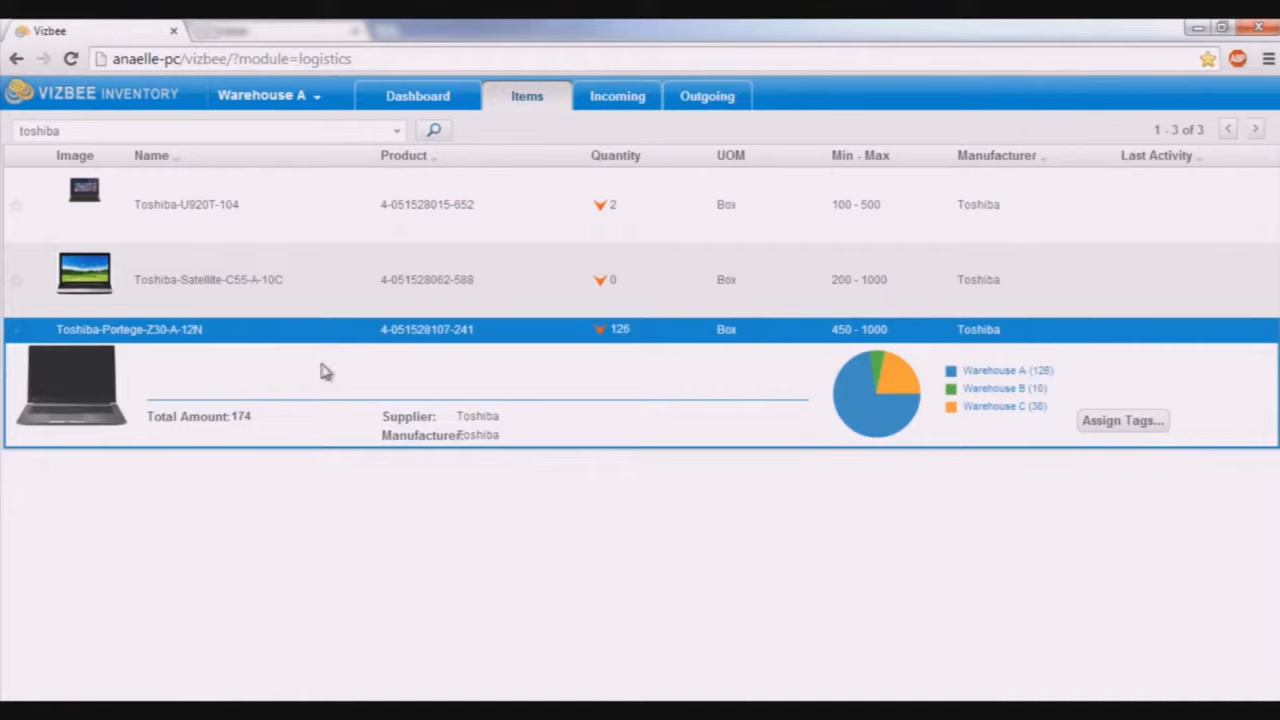 Vizbee
anaelle-pc/vizbee/?module=logistics
ABP
VIZBEE INVENTORY Warehouse A Dashboard Items Incoming Outgoing
toshiba 1 - 3 of 3
Image Name Product Quantity UOM Min - Max Manufacturer Last Activity
Toshiba-U920T-104 4-051528015-652 2 Box 100 - 500 Toshiba
Toshiba-Satellite-C55-A-10C 4-051528062-588 0 Box 200 - 1000 Toshiba
Toshiba-Portege-Z30-A-12N 4-051528107-241 126 Box 450 - 1000 Toshiba
Warehouse A (126)
Warehouse B (10)
Warehouse C (38)
Total Amount: 174 Supplier: Toshiba
Assign Tags...
Manufacturer: Toshiba